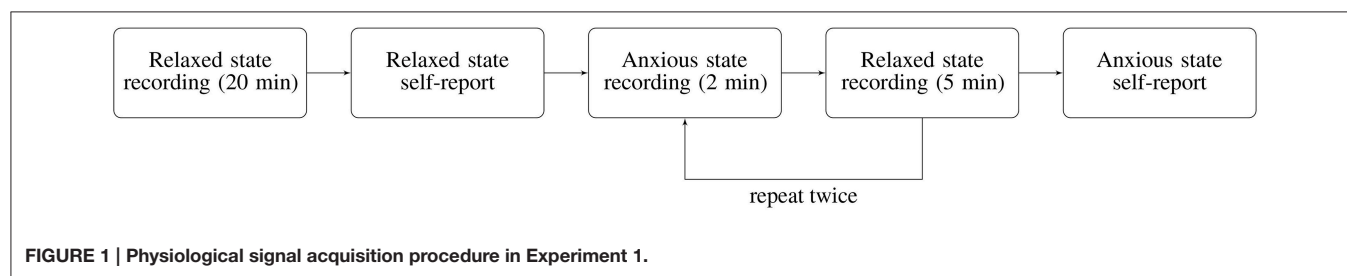 Relaxed state
recording (20 min)
Relaxed state
self-report
Anxious state
recording (2 min)
Relaxed state
recording (5 min)
Anxious state
self-report
repeat twice
FIGURE 1 | Physiological signal acquisition procedure in Experiment 1.